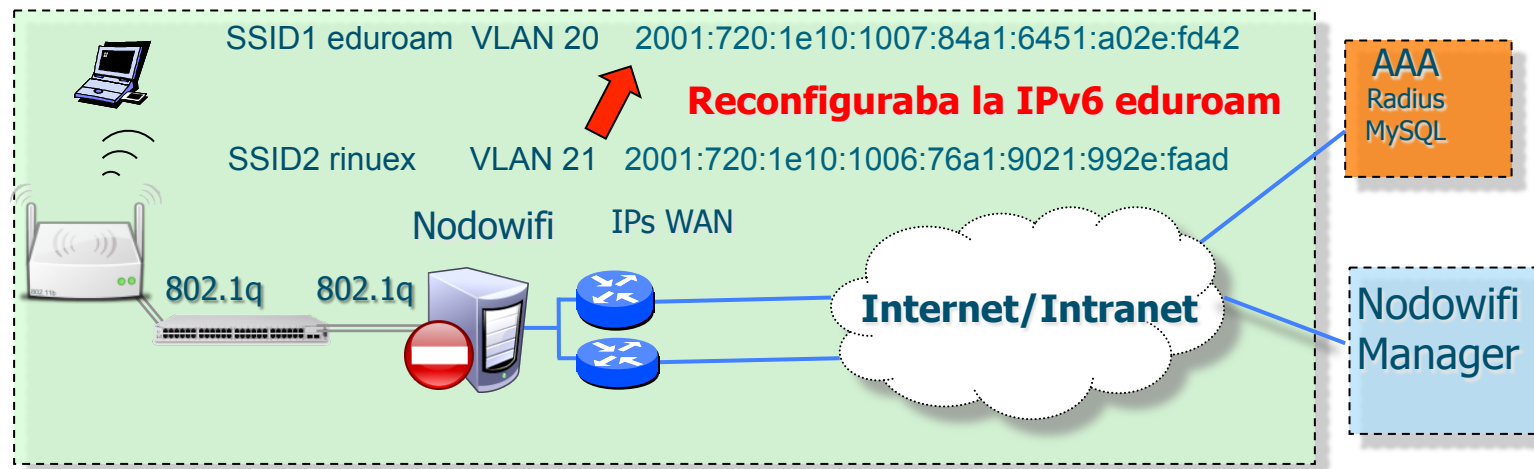 SSID1 eduroam VLAN 20 2001:720:1e10:1007:84a1:6451:a02e:fd42
Reconfiguraba la IPv6 eduroam
SSID2 rinuex VLAN 21 2001:720:1e10:1006:76a1:9021:992e:faad
AAA
Radius
MySQL
Nodowifi
IPs WAN
802.1q
802.1q
802.11b
Internet/Intranet
Nodowifi
Manager